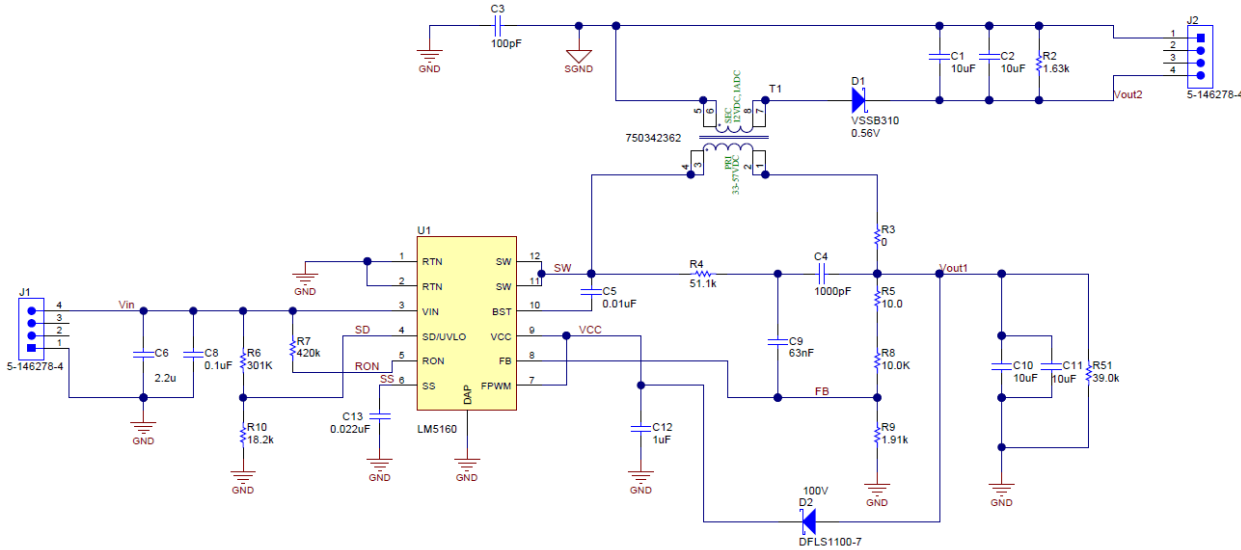 C3
100pF
GND
SGND
C1
10uF
C2
10uF
R2
1.63k
J2
1
2
3
4
5-146278-4
Vout2
T1
D1
VSSB310
0.56V
5
6
SEC
12VDC, 1ADC
8
7
750342362
4
3
PRI
33-57VDC
2
1
R3
0
U1
1
RTN
SW
12
2
RTN
SW
11
3
VIN
BST
10
4
SD/UVLO
VCC
9
5
RON
FB
8
6
SS
FPWM
7
DAP
LM5160
GND
GND
SW
R4
51.1k
C4
1000pF
Vout1
C5
0.01uF
R5
10.0
VCC
C9
63nF
R8
10.0K
FB
R9
1.91k
GND
C10
10uF
C11
10uF
R51
39.0k
GND
J1
4
3
2
1
5-146278-4
Vin
C6
2.2u
C8
0.1uF
R6
301K
R7
420k
SD
RON
SS
GND
R10
18.2k
GND
C13
0.022uF
GND
C12
1uF
GND
100V
D2
DFLS1100-7